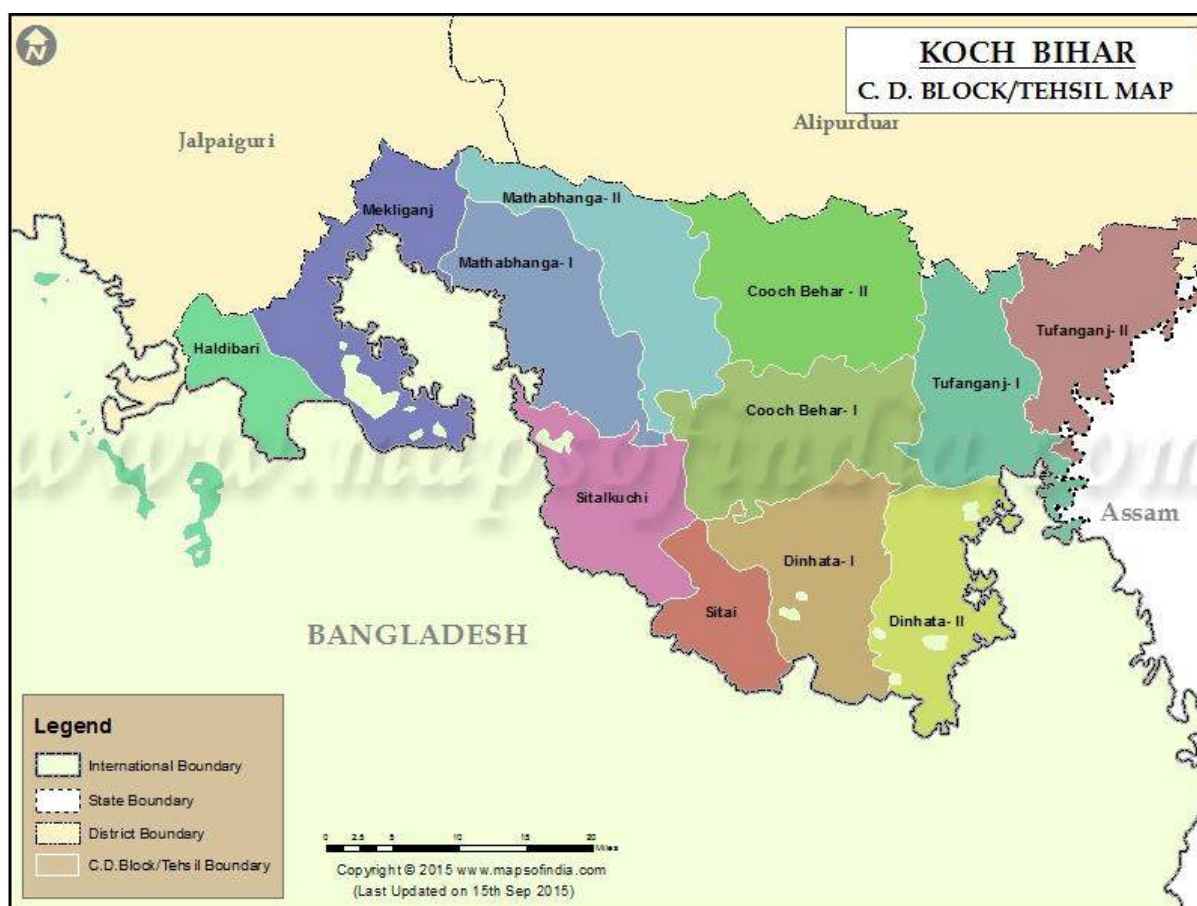 N
KOCH BIHAR
C. D. BLOCK/TEHSIL MAP
Alipurduar
Jalpaiguri
Mekliganj
Mathabhanga- II
Mathabhanga- I
Cooch Behar - II
Tufanganj- II
Haldibari
Tufanganj- I
Cooch Behar- I
www.mapsofindia.com
Sitalkuchi
Assam
Dinhata- I
Sitai
Dinhata- II
BANGLADESH
Legend
International Boundary
State Boundary
District Boundary
C.D.Block/Tehsil Boundary
0 2.5 5 10 15 20
Miles
Copyright © 2015 www.mapsofindia.com
(Last Updated on 15th Sep 2015)